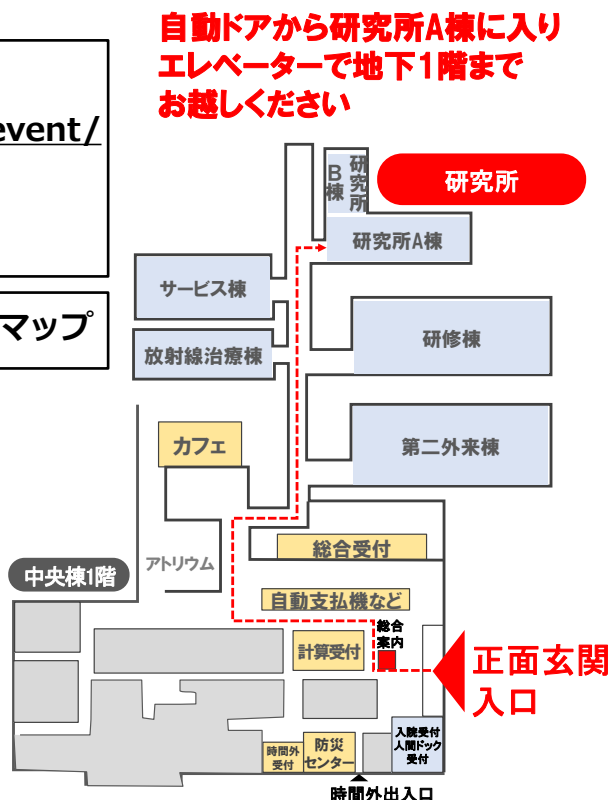 自動ドアから研究所A棟に入り
エレベーターで地下1階まで
お越しください
event/
マップ
研究所
B棟
研究所
研究所A棟
サービス棟
研修棟
放射線治療棟
カフェ
第二外来棟
総合受付
アトリウム
中央棟1階
自動支払機など
総合
案内
計算受付
正面玄関
入口
入院受付
人間ドック
受付
時間外
受付
防災
センター
時間外出入口